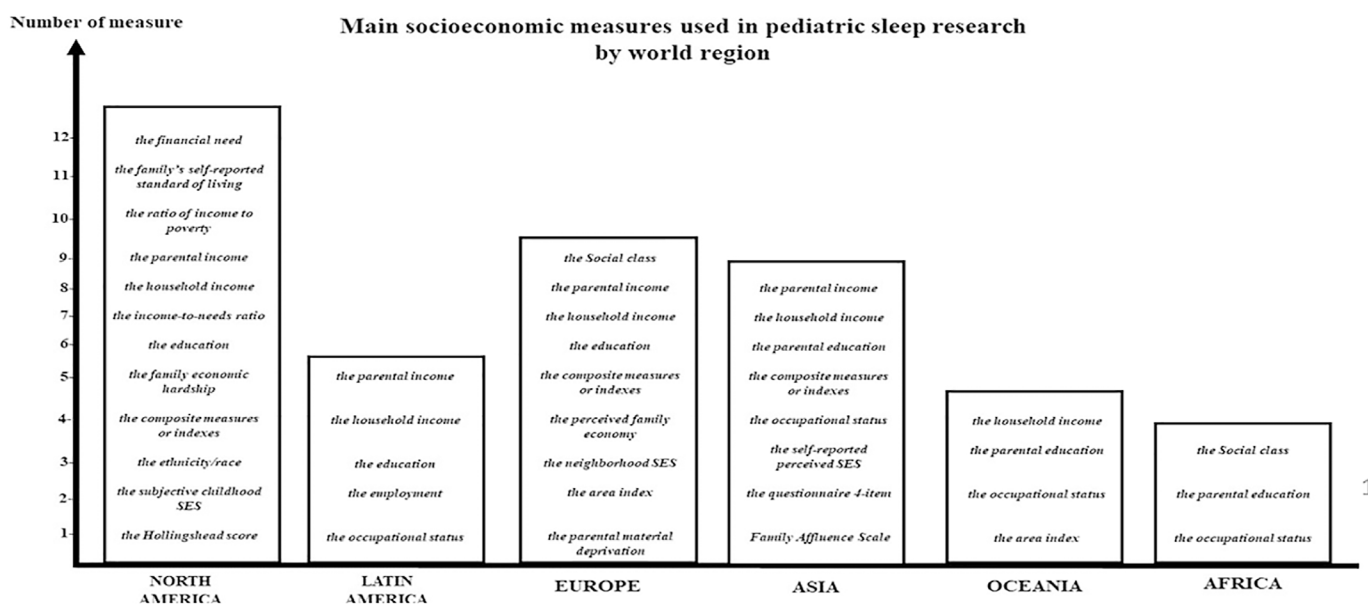 Number of measure
Main socioeconomic measures used in pediatric sleep research
by world region
12
11
10
9
8
7
6
5
4
3
2
1
the financial need
the family's self-reported
standard of living
the ratio of income to
poverty
the parental income
the household income
the income-to-needs ratio
the education
the family economic
hardship
the composite measures
or indexes
the ethnicity/race
the subjective childhood
SES
the Hollingshead score
NORTH
AMERICA
the parental income
the household income
the education
the employment
the occupational status
LATIN
AMERICA
the Social class
the parental income
the household income
the education
the composite measures
or indexes
the perceived family
economy
the neighborhood SES
the area index
the parental material
deprivation
EUROPE
the parental income
the household income
the parental education
the composite measures
or indexes
the occupational status
the self-reported
perceived SES
the questionnaire 4-item
Family Affluence Scale
ASIA
the household income
the parental education
the occupational status
the area index
OCEANIA
the Social class
the parental education
the occupational status
AFRICA
1